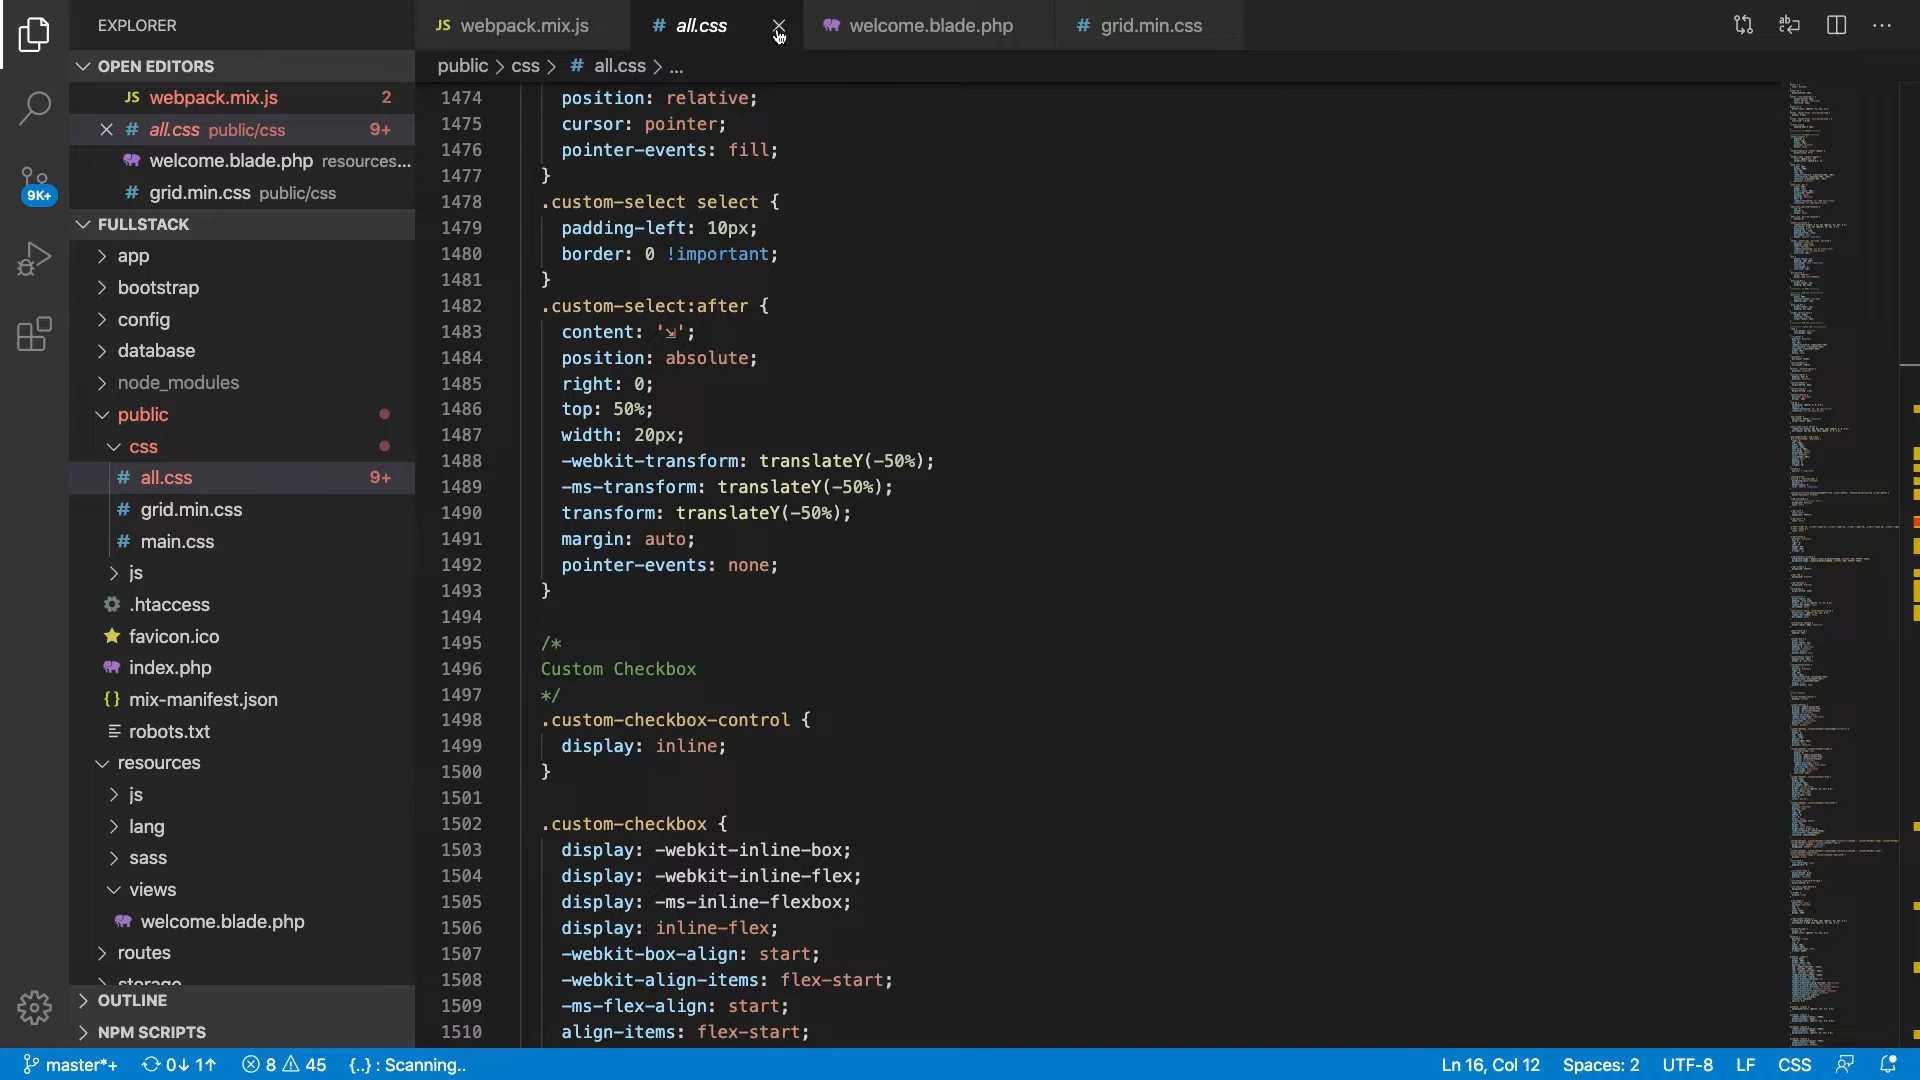 EXPLORER
OPEN EDITORS
JS webpack.mix.js 2
# all.css public/css 9+
welcome.blade.php resources...
# grid.min.css public/css
9K+
FULLSTACK
app
bootstrap
config
database
node_modules
public
css
# all.css 9+
# grid.min.css
# main.css
js
.htaccess
favicon.ico
index.php
{} mix-manifest.json
robots.txt
resources
js
lang
sass
views
welcome.blade.php
routes
storage
OUTLINE
NPM SCRIPTS
JS webpack.mix.js
# all.css
welcome.blade.php
# grid.min.css
public > css > # all.css > ...
1474 position: relative;
1475 cursor: pointer;
1476 pointer-events: fill;
1477 }
1478 .custom-select select {
1479 padding-left: 10px;
1480 border: 0 !important;
1481 }
1482 .custom-select:after {
1483 content: '⇲';
1484 position: absolute;
1485 right: 0;
1486 top: 50%;
1487 width: 20px;
1488 -webkit-transform: translateY(-50%);
1489 -ms-transform: translateY(-50%);
1490 transform: translateY(-50%);
1491 margin: auto;
1492 pointer-events: none;
1493 }
1494
1495 /*
1496 Custom Checkbox
1497 */
1498 .custom-checkbox-control {
1499 display: inline;
1500 }
1501
1502 .custom-checkbox {
1503 display: -webkit-inline-box;
1504 display: -webkit-inline-flex;
1505 display: -ms-inline-flexbox;
1506 display: inline-flex;
1507 -webkit-box-align: start;
1508 -webkit-align-items: flex-start;
1509 -ms-flex-align: start;
1510 align-items: flex-start;
master*+ 0↓ 1↑ 8 45 {..} : Scanning.. Ln 16, Col 12 Spaces: 2 UTF-8 LF CSS